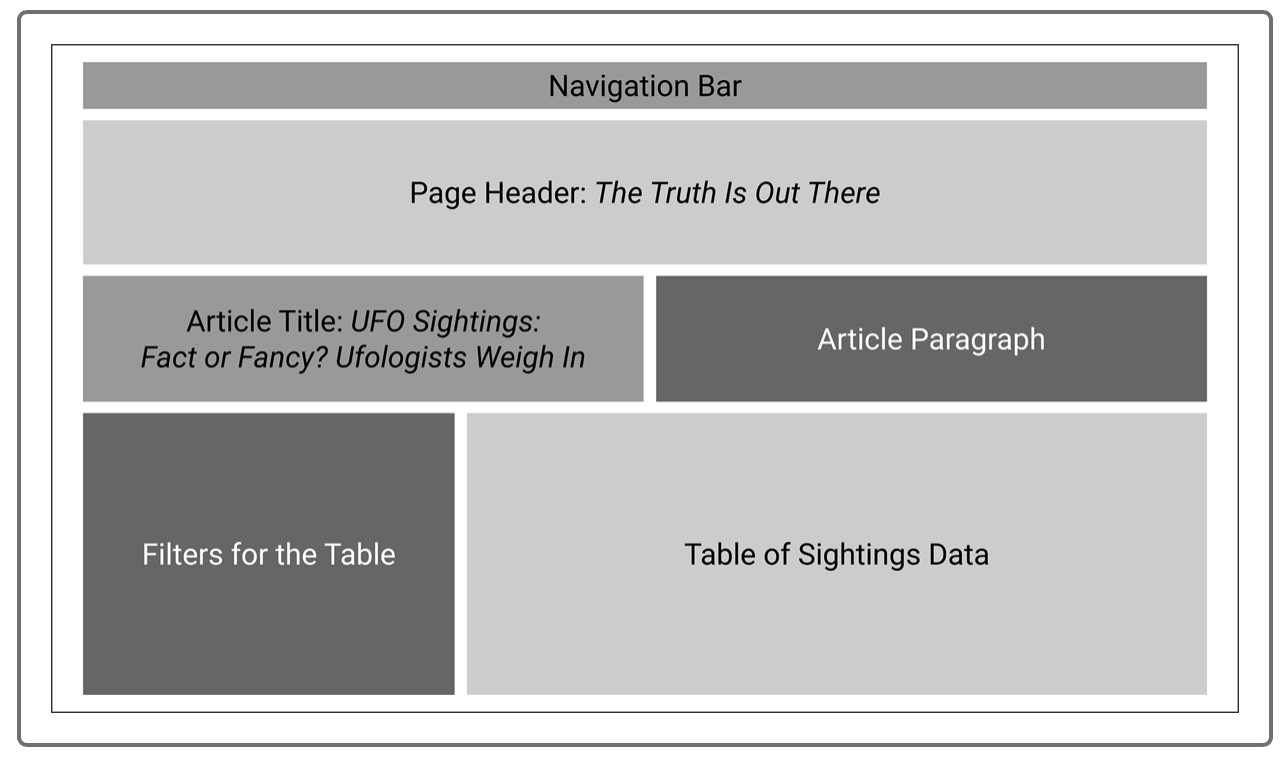 Navigation Bar
Page Header: The Truth Is Out There
Article Title: UFO Sightings:
Fact or Fancy? Ufologists Weigh In
Article Paragraph
Filters for the Table
Table of Sightings Data